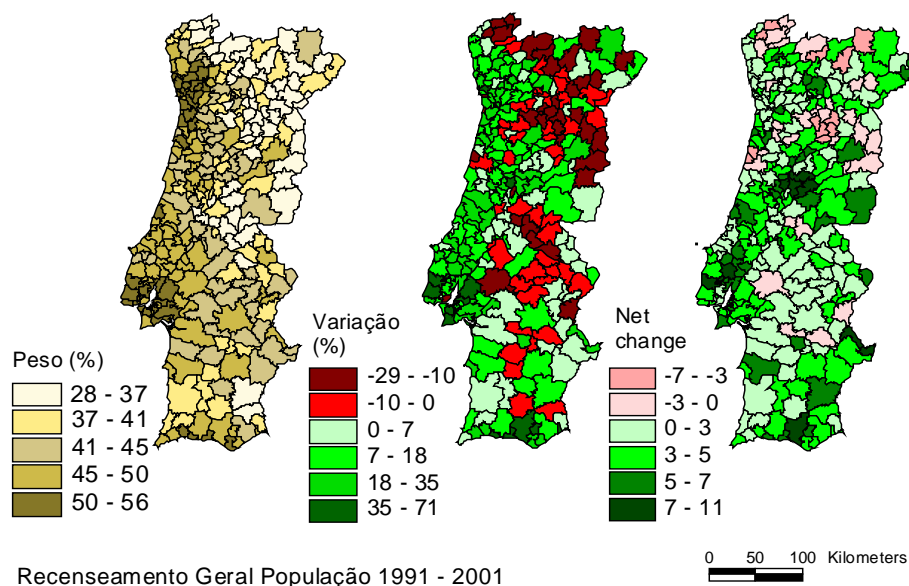 Peso (%)
28 - 37
37 - 41
41 - 45
45 - 50
50 - 56
Variação
(%)
-29 - -10
-10 - 0
0 - 7
7 - 18
18 - 35
35 - 71
Net
change
-7 - -3
-3 - 0
0 - 3
3 - 5
5 - 7
7 - 11
Recenseamento Geral População 1991 - 2001
0 50 100 Kilometers